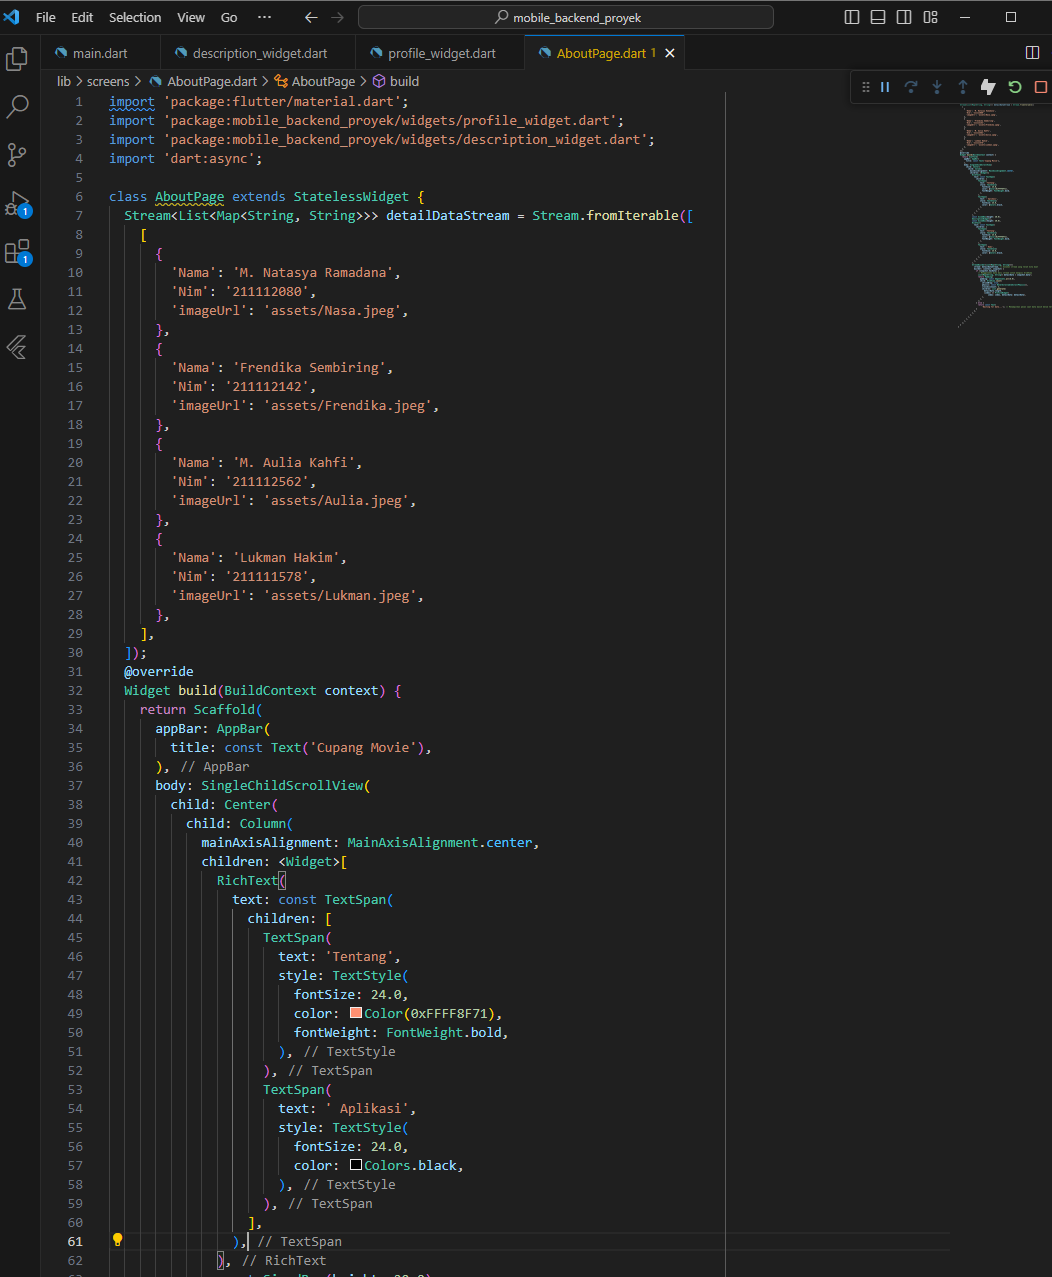 File Edit Selection View Go ··· mobile_backend_proyek
main.dart description_widget.dart profile_widget.dart AboutPage.dart 1
lib > screens > AboutPage.dart > AboutPage > build
1 import 'package:flutter/material.dart';
2 import 'package:mobile_backend_proyek/widgets/profile_widget.dart';
3 import 'package:mobile_backend_proyek/widgets/description_widget.dart';
4 import 'dart:async';
5
6 class AboutPage extends StatelessWidget {
7 Stream<List<Map<String, String>>> detailDataStream = Stream.fromIterable([
8 [
9 {
10 'Nama': 'M. Natasya Ramadana',
11 'Nim': '211112080',
12 'imageUrl': 'assets/Nasa.jpeg',
13 },
14 {
15 'Nama': 'Frendika Sembiring',
16 'Nim': '211112142',
17 'imageUrl': 'assets/Frendika.jpeg',
18 },
19 {
20 'Nama': 'M. Aulia Kahfi',
21 'Nim': '211112562',
22 'imageUrl': 'assets/Aulia.jpeg',
23 },
24 {
25 'Nama': 'Lukman Hakim',
26 'Nim': '211111578',
27 'imageUrl': 'assets/Lukman.jpeg',
28 },
29 ],
30 ]);
31 @override
32 Widget build(BuildContext context) {
33 return Scaffold(
34 appBar: AppBar(
35 title: const Text('Cupang Movie'),
36 ), // AppBar
37 body: SingleChildScrollView(
38 child: Center(
39 child: Column(
40 mainAxisAlignment: MainAxisAlignment.center,
41 children: <Widget>[
42 RichText(
43 text: const TextSpan(
44 children: [
45 TextSpan(
46 text: 'Tentang',
47 style: TextStyle(
48 fontSize: 24.0,
49 color: Color(0xFFFF8F71),
50 fontWeight: FontWeight.bold,
51 ), // TextStyle
52 ), // TextSpan
53 TextSpan(
54 text: ' Aplikasi',
55 style: TextStyle(
56 fontSize: 24.0,
57 color: Colors.black,
58 ), // TextStyle
59 ), // TextSpan
60 ],
61 ), // TextSpan
62 ), // RichText